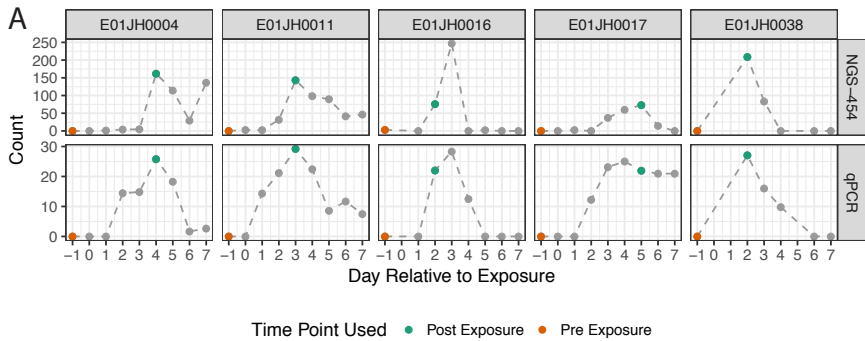 A
E01JH0004 E01JH0011 E01JH0016 E01JH0017 E01JH0038
Count
250
200
150
100
50
0
NGS-454
30
20
10
0
qPCR
−1 0 1 2 3 4 5 6 7 −1 0 1 2 3 4 5 6 7 −1 0 1 2 3 4 5 6 7 −1 0 1 2 3 4 5 6 7 −1 0 1 2 3 4 5 6 7
Day Relative to Exposure
Time Point Used Post Exposure Pre Exposure